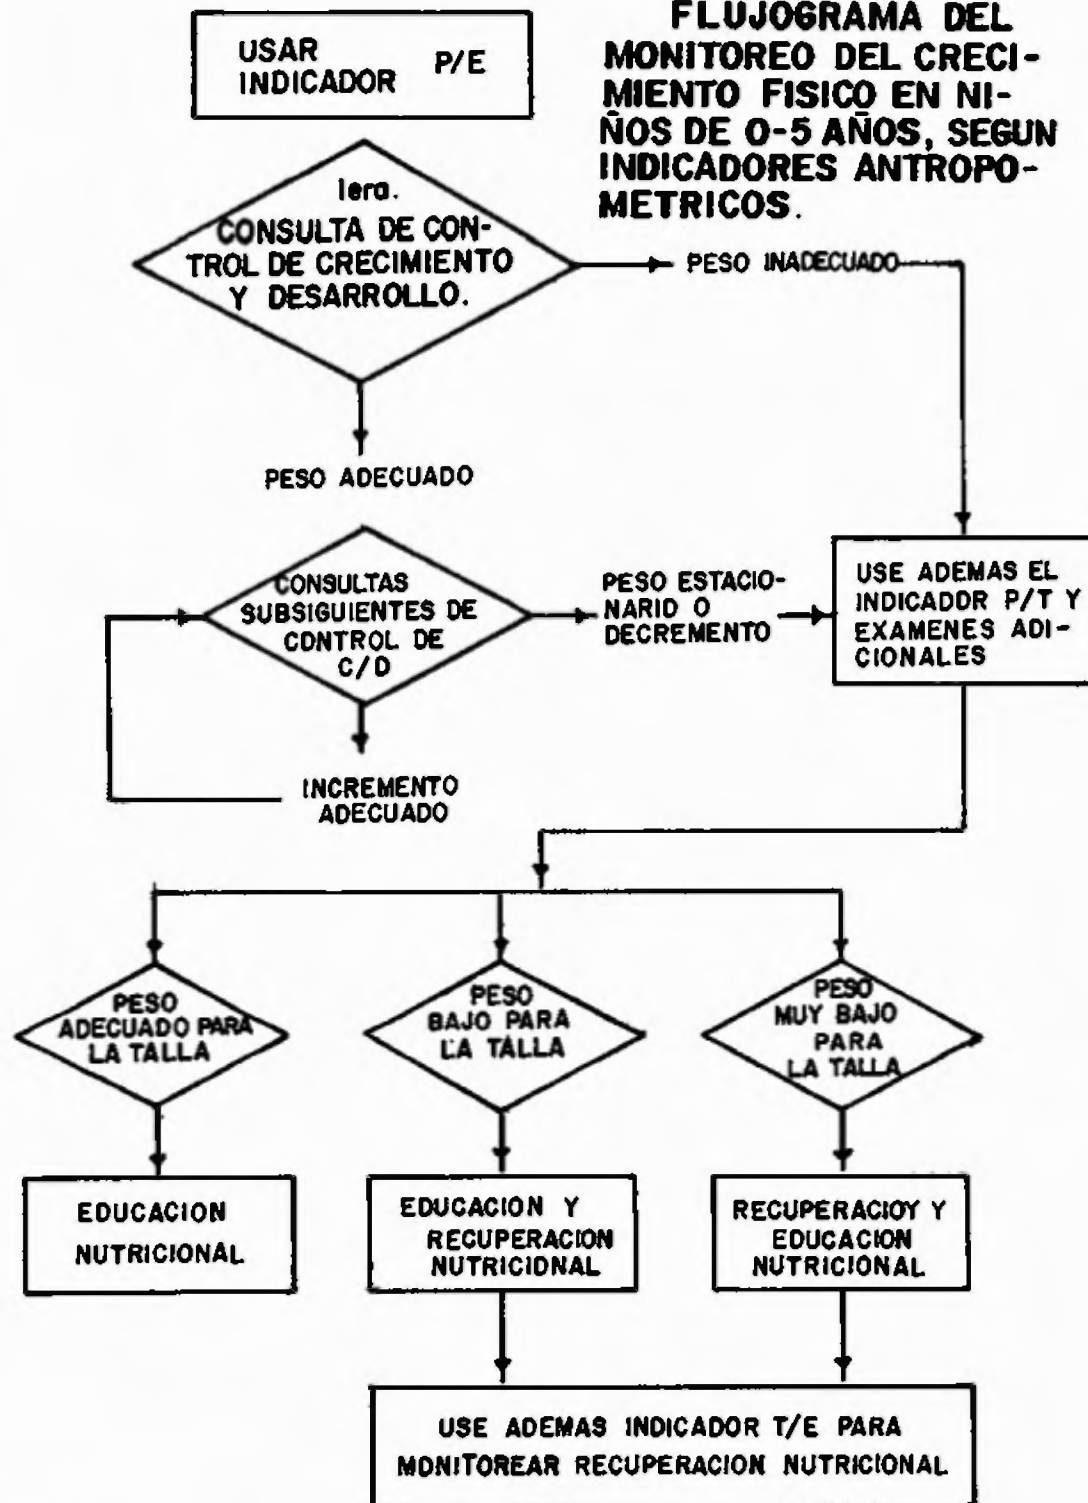 FLUJOGRAMA DEL
MONITOREO DEL CRECI-
MIENTO FISICO EN NI-
ÑOS DE 0-5 AÑOS, SEGUN
INDICADORES ANTROPO-
METRICOS.
USAR
INDICADOR P/E
1era.
CONSULTA DE CON-
TROL DE CRECIMIENTO
Y DESARROLLO.
PESO INADECUADO
PESO ADECUADO
CONSULTAS
SUBSIGUIENTES DE
CONTROL DE
C/D
PESO ESTACIO-
NARIO O
DECREMENTO
USE ADEMAS EL
INDICADOR P/T Y
EXAMENES ADI-
CIONALES
INCREMENTO
ADECUADO
PESO
ADECUADO PARA
LA TALLA
PESO
BAJO PARA
LA TALLA
PESO
MUY BAJO
PARA
LA TALLA
EDUCACION
NUTRICIONAL
EDUCACION Y
RECUPERACION
NUTRICIONAL
RECUPERACIOY Y
EDUCACION
NUTRICIONAL
USE ADEMAS INDICADOR T/E PARA
MONITOREAR RECUPERACION NUTRICIONAL